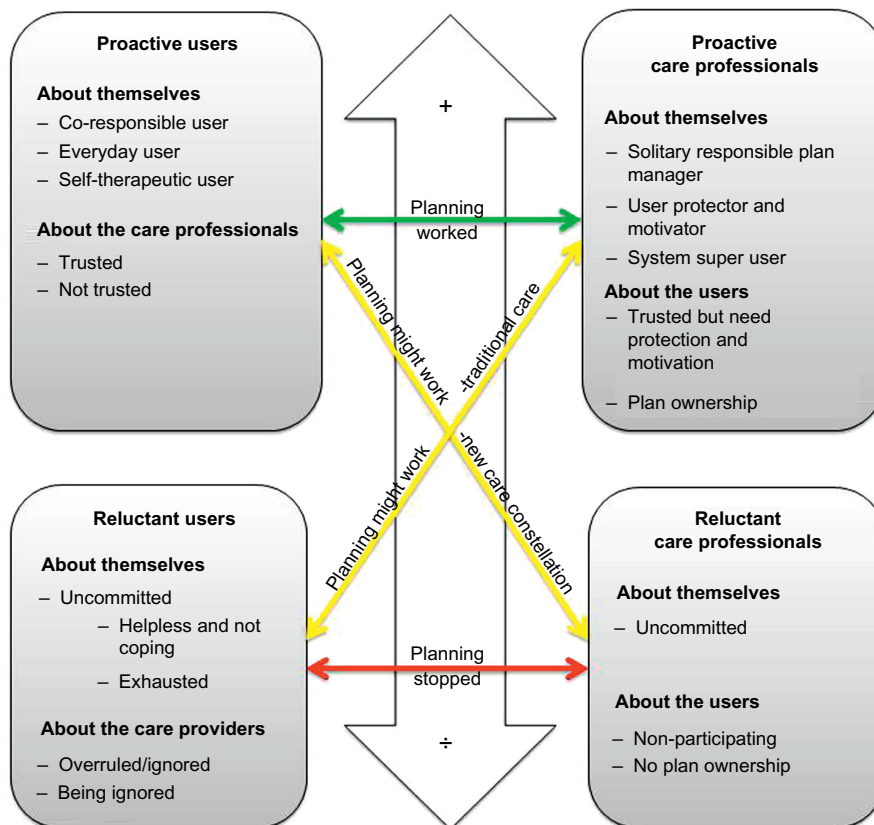 Proactive users
About themselves
– Co-responsible user
– Everyday user
– Self-therapeutic user
About the care professionals
– Trusted
– Not trusted
+
Proactive
care professionals
About themselves
– Solitary responsible plan
manager
– User protector and
motivator
– System super user
About the users
– Trusted but need
protection and
motivation
– Plan ownership
Planning
worked
Planning might work
-new care constellation
Planning might work
-traditional care
Reluctant users
About themselves
– Uncommitted
– Helpless and not
coping
– Exhausted
About the care providers
– Overruled/ignored
– Being ignored
Planning
stopped
÷
Reluctant
care professionals
About themselves
– Uncommitted
About the users
– Non-participating
– No plan ownership